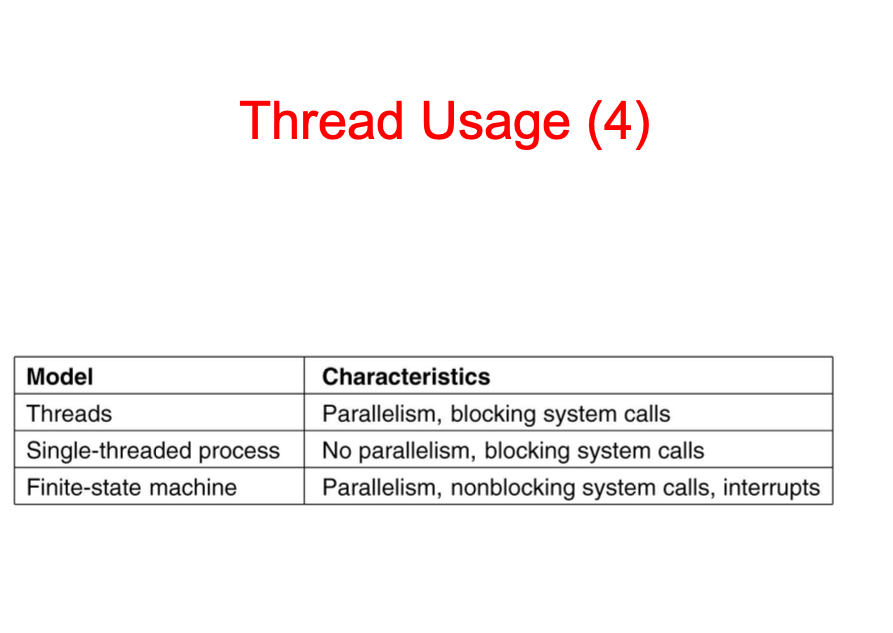 Thread Usage (4)
Model Characteristics
Threads Parallelism, blocking system calls
Single-threaded process No parallelism, blocking system calls
Finite-state machine Parallelism, nonblocking system calls, interrupts